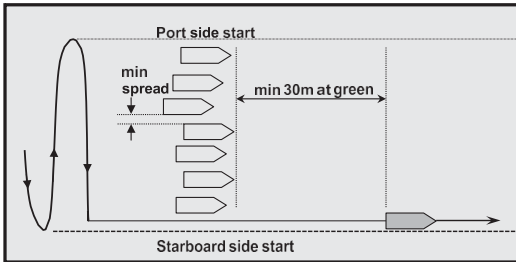 Port side start
min
spread
min 30m at green
Starboard side start